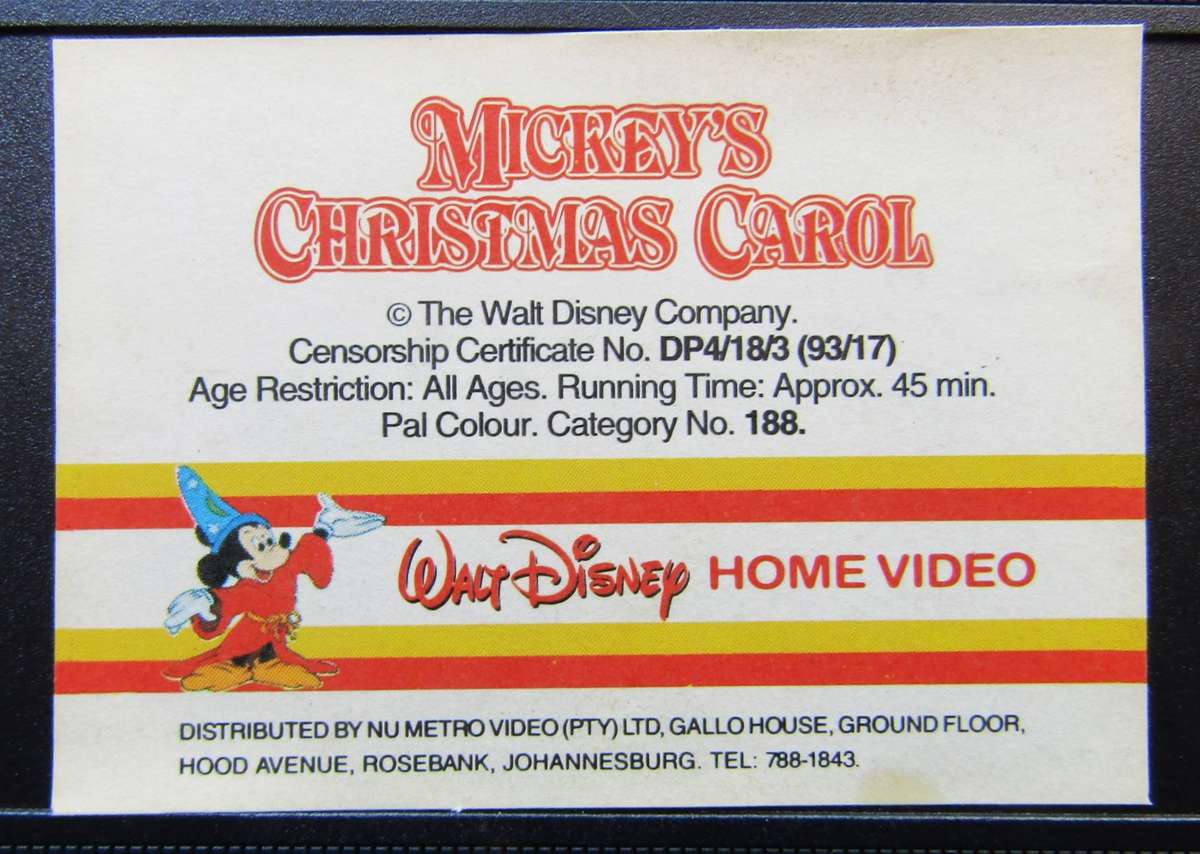 MICKEY'S
CHRISTMAS CAROL
© The Walt Disney Company.
Censorship Certificate No. DP4/18/3 (93/17)
Age Restriction: All Ages. Running Time: Approx. 45 min.
Pal Colour. Category No. 188.
WALT DISNEY HOME VIDEO
DISTRIBUTED BY NU METRO VIDEO (PTY) LTD, GALLO HOUSE, GROUND FLOOR,
HOOD AVENUE, ROSEBANK, JOHANNESBURG. TEL: 788-1843.